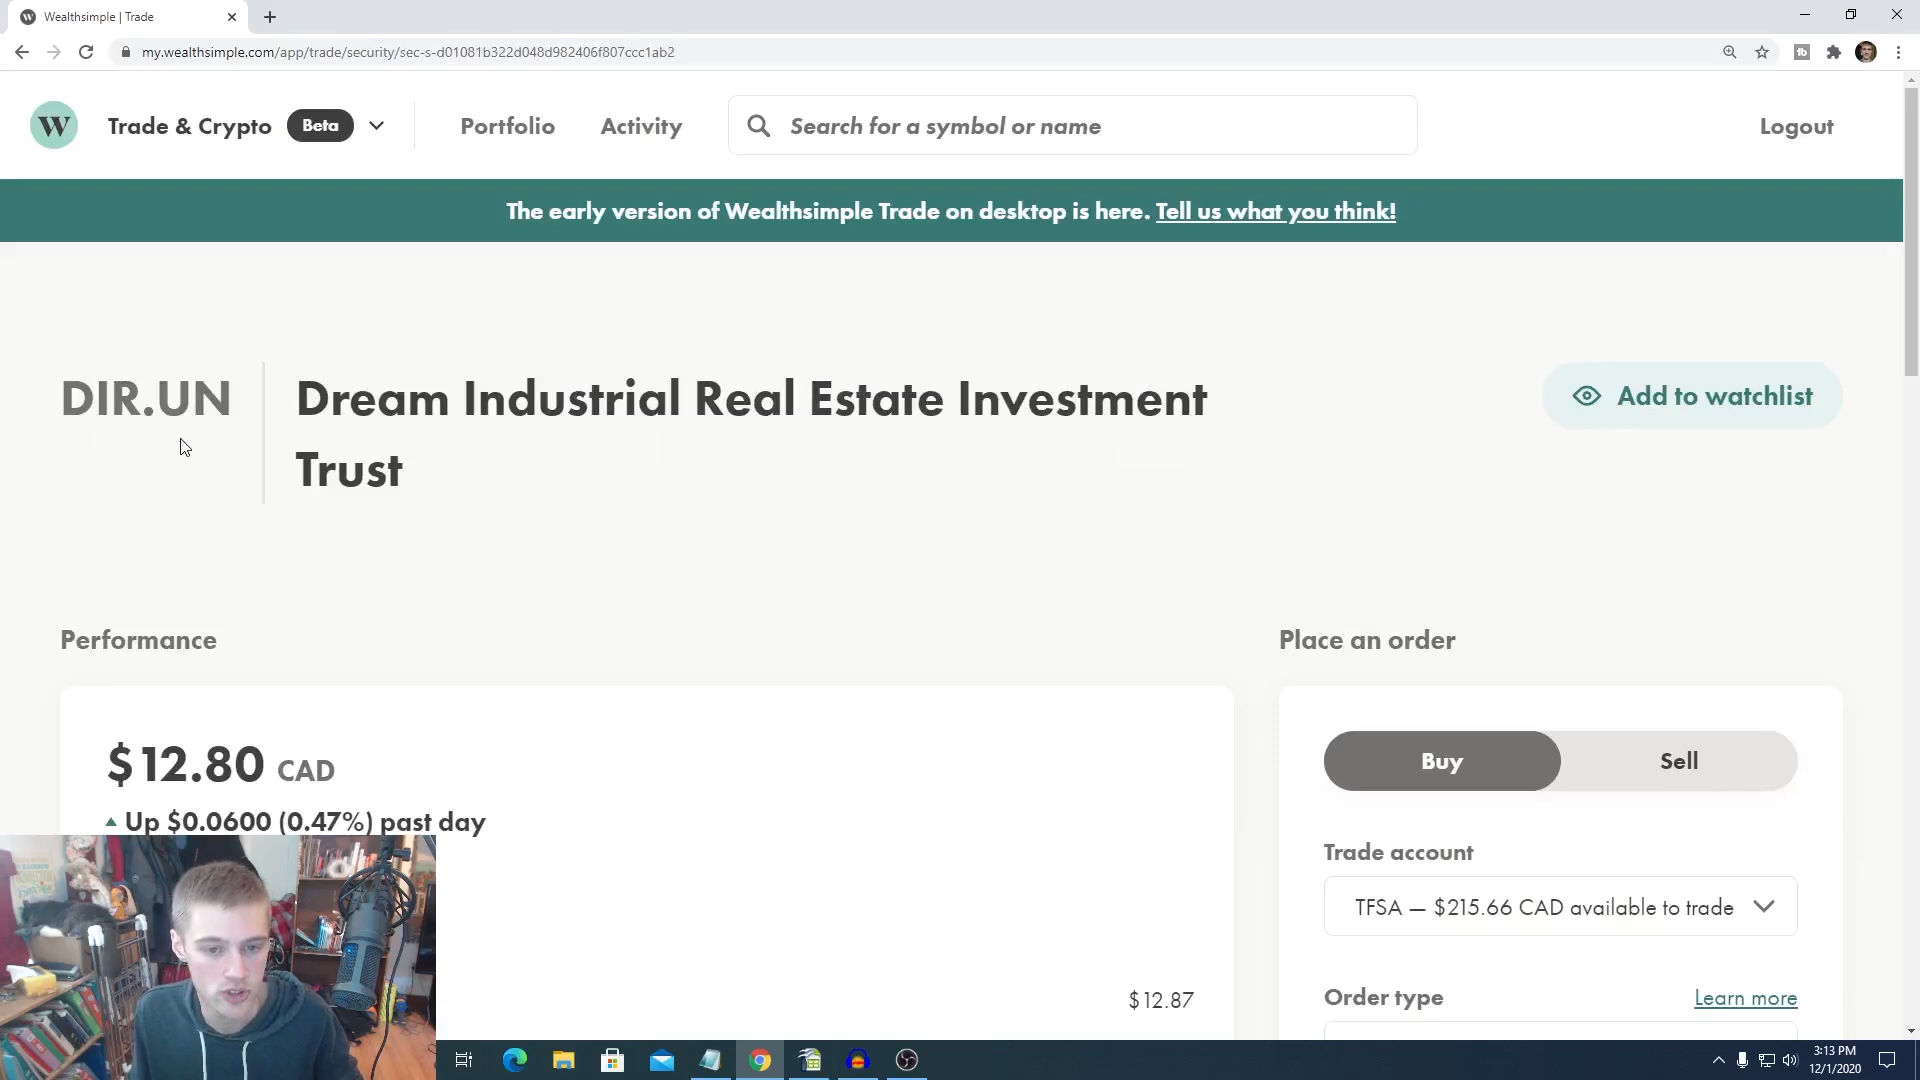 Wealthsimple | Trade
my.wealthsimple.com/app/trade/security/sec-s-d01081b322d048d982406f807ccc1ab2
W Trade & Crypto Beta Portfolio Activity Search for a symbol or name Logout
The early version of Wealthsimple Trade on desktop is here. Tell us what you think!
DIR.UN Dream Industrial Real Estate Investment
Trust
Add to watchlist
Performance
$12.80 CAD
Up $0.0600 (0.47%) past day
$12.87
Place an order
Buy Sell
Trade account
TFSA — $215.66 CAD available to trade
Order type Learn more
3:13 PM
12/1/2020